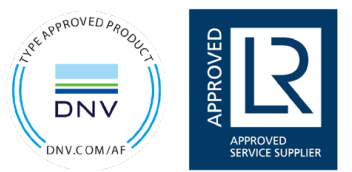 TYPE APPROVED PRODUCT
DNV
DNV.COM/AF
APPROVED
LR
APPROVED
SERVICE SUPPLIER